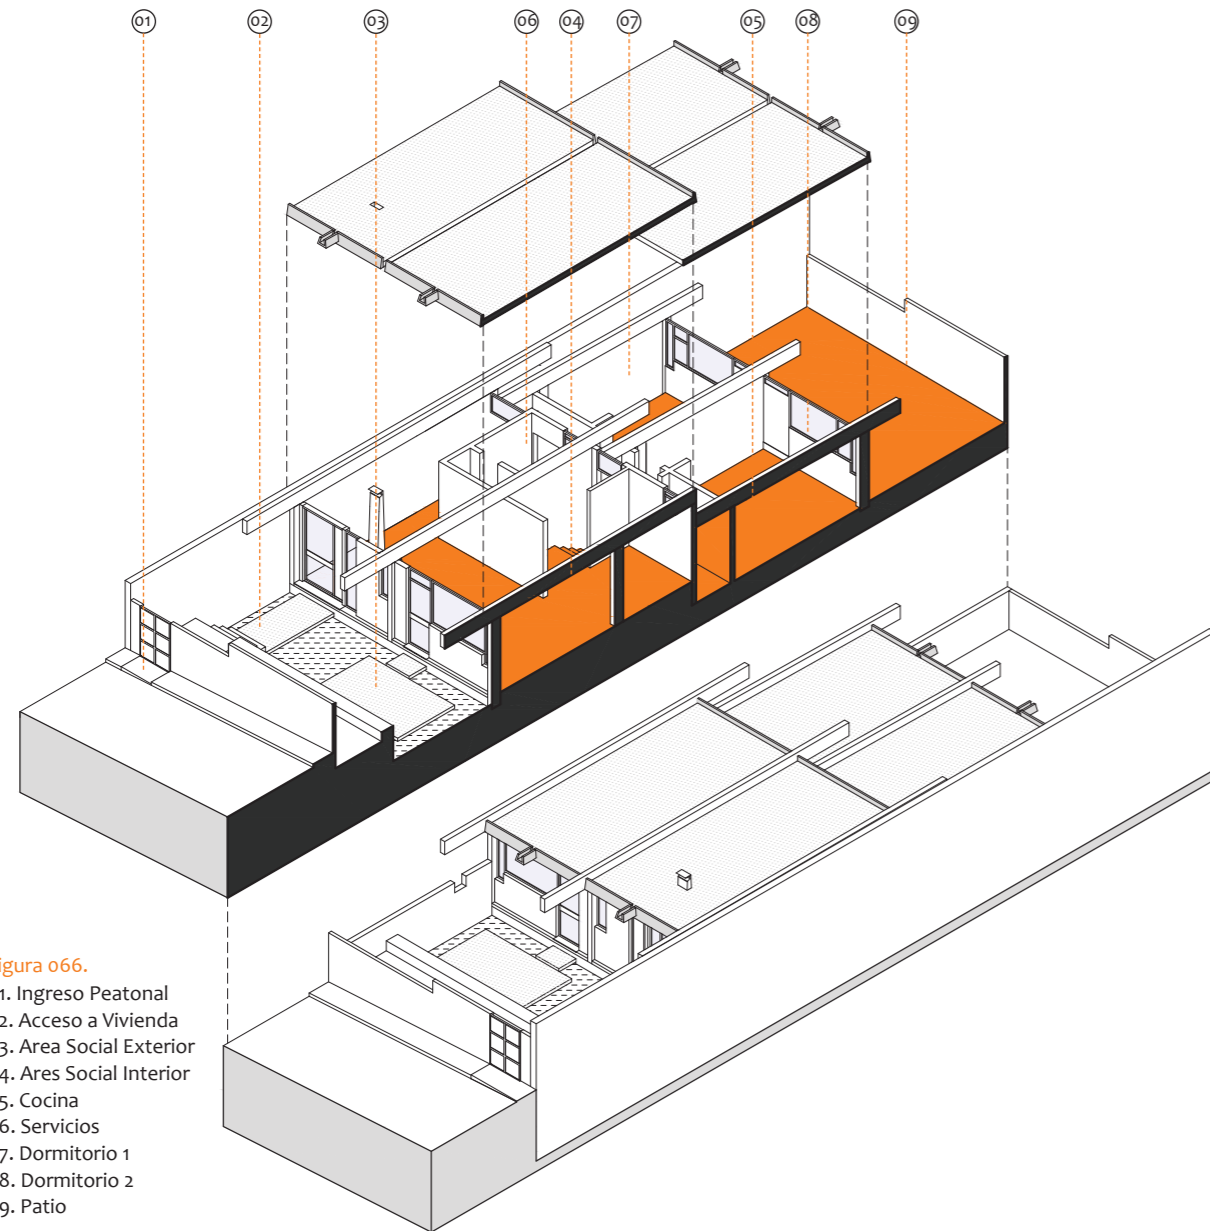 01 02 03 06 04 07 05 08 09
igura 066.
1. Ingreso Peatonal
2. Acceso a Vivienda
3. Area Social Exterior
4. Ares Social Interior
5. Cocina
6. Servicios
7. Dormitorio 1
8. Dormitorio 2
9. Patio